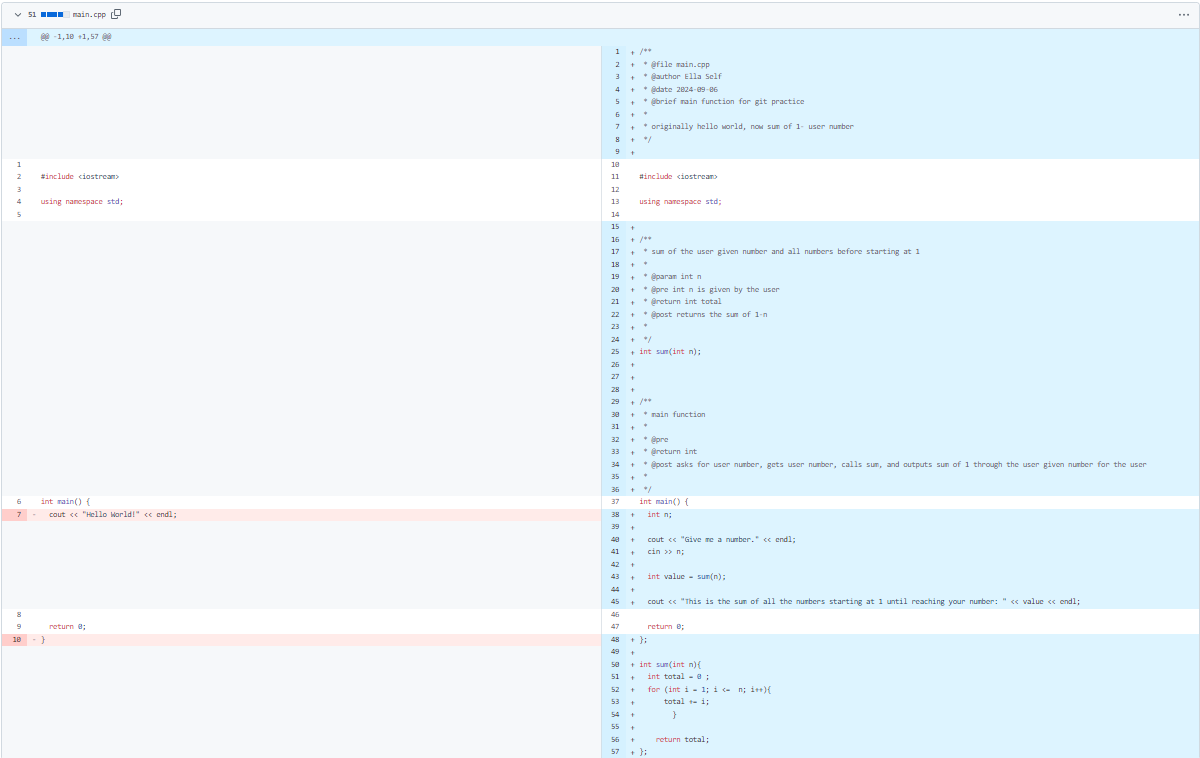 51 main.cpp ...
... @@ -1,10 +1,57 @@
1 + /**
2 + * @file main.cpp
3 + * @author Ella Self
4 + * @date 2024-09-06
5 + * @brief main function for git practice
6 + *
7 + * originally hello world, now sum of 1- user number
8 + */
9 +
1 10
2 #include <iostream> 11 #include <iostream>
3 12
4 using namespace std; 13 using namespace std;
5 14
15 +
16 + /**
17 + * sum of the user given number and all numbers before starting at 1
18 + *
19 + * @param int n
20 + * @pre int n is given by the user
21 + * @return int total
22 + * @post returns the sum of 1-n
23 + *
24 + */
25 + int sum(int n);
26 +
27 +
28 +
29 + /**
30 + * main function
31 + *
32 + * @pre
33 + * @return int
34 + * @post asks for user number, gets user number, calls sum, and outputs sum of 1 through the user given number for the user
35 + *
36 + */
6 int main() { 37 int main() {
7 - cout << "Hello World!" << endl; 38 + int n;
39 +
40 + cout << "Give me a number." << endl;
41 + cin >> n;
42 +
43 + int value = sum(n);
44 +
45 + cout << "This is the sum of all the numbers starting at 1 until reaching your number: " << value << endl;
8 46
9 return 0; 47 return 0;
10 - } 48 + };
49 +
50 + int sum(int n){
51 + int total = 0 ;
52 + for (int i = 1; i <= n; i++){
53 + total += i;
54 + }
55 +
56 + return total;
57 + };